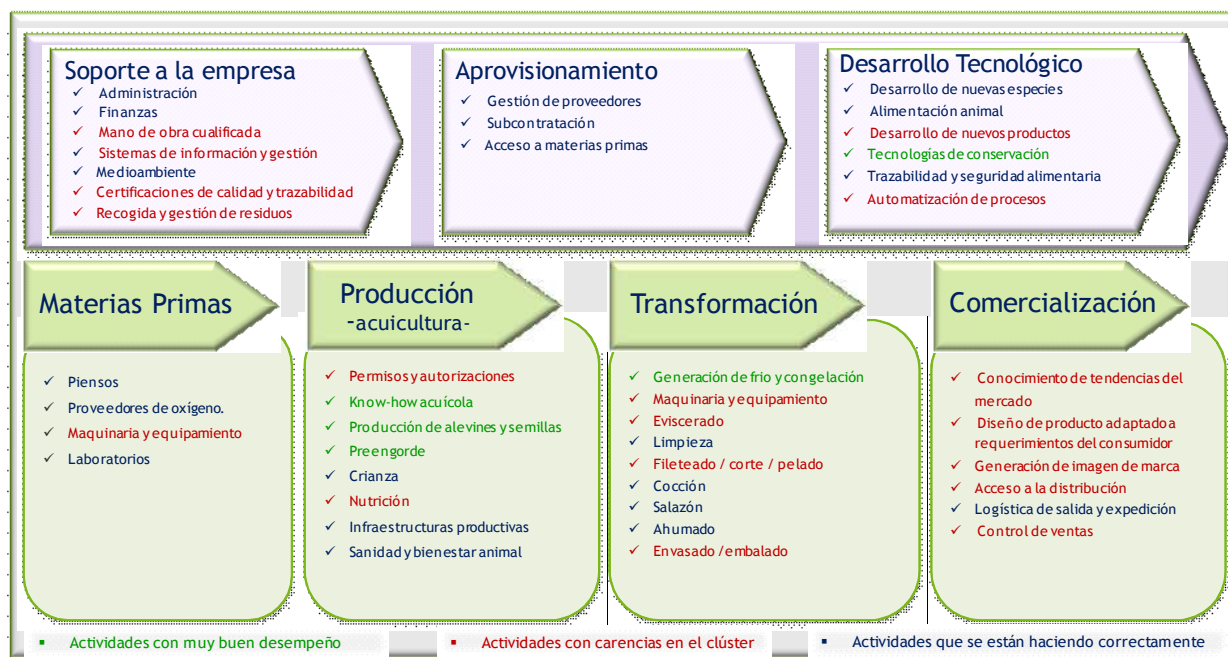 Soporte a la empresa
✓ Administración
✓ Finanzas
✓ Mano de obra cualificada
✓ Sistemas de información y gestión
✓ Medioambiente
✓ Certificaciones de calidad y trazabilidad
✓ Recogida y gestión de residuos
Aprovisionamiento
✓ Gestión de proveedores
✓ Subcontratación
✓ Acceso a materias primas
Desarrollo Tecnológico
✓ Desarrollo de nuevas especies
✓ Alimentación animal
✓ Desarrollo de nuevos productos
✓ Tecnologías de conservación
✓ Trazabilidad y seguridad alimentaria
✓ Automatización de procesos
Materias Primas
✓ Piensos
✓ Proveedores de oxígeno.
✓ Maquinaria y equipamiento
✓ Laboratorios
Producción
-acuicultura-
✓ Permisos y autorizaciones
✓ Know-how acuícola
✓ Producción de alevines y semillas
✓ Preengorde
✓ Crianza
✓ Nutrición
✓ Infraestructuras productivas
✓ Sanidad y bienestar animal
Transformación
✓ Generación de frio y congelación
✓ Maquinaria y equipamiento
✓ Eviscerado
✓ Limpieza
✓ Fileteado / corte / pelado
✓ Cocción
✓ Salazón
✓ Ahumado
✓ Envasado / embalado
Comercialización
✓ Conocimiento de tendencias del
mercado
✓ Diseño de producto adaptado a
requerimientos del consumidor
✓ Generación de imagen de marca
✓ Acceso a la distribución
✓ Logística de salida y expedición
✓ Control de ventas
▪ Actividades con muy buen desempeño
▪ Actividades con carencias en el clúster
▪ Actividades que se están haciendo correctamente